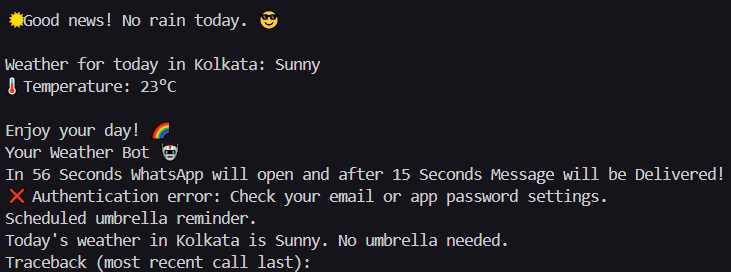 ☀️Good news! No rain today. 😎
Weather for today in Kolkata: Sunny
🌡️Temperature: 23°C
Enjoy your day! 🌈
Your Weather Bot 🤖
In 56 Seconds WhatsApp will open and after 15 Seconds Message will be Delivered!
❌ Authentication error: Check your email or app password settings.
Scheduled umbrella reminder.
Today's weather in Kolkata is Sunny. No umbrella needed.
Traceback (most recent call last):